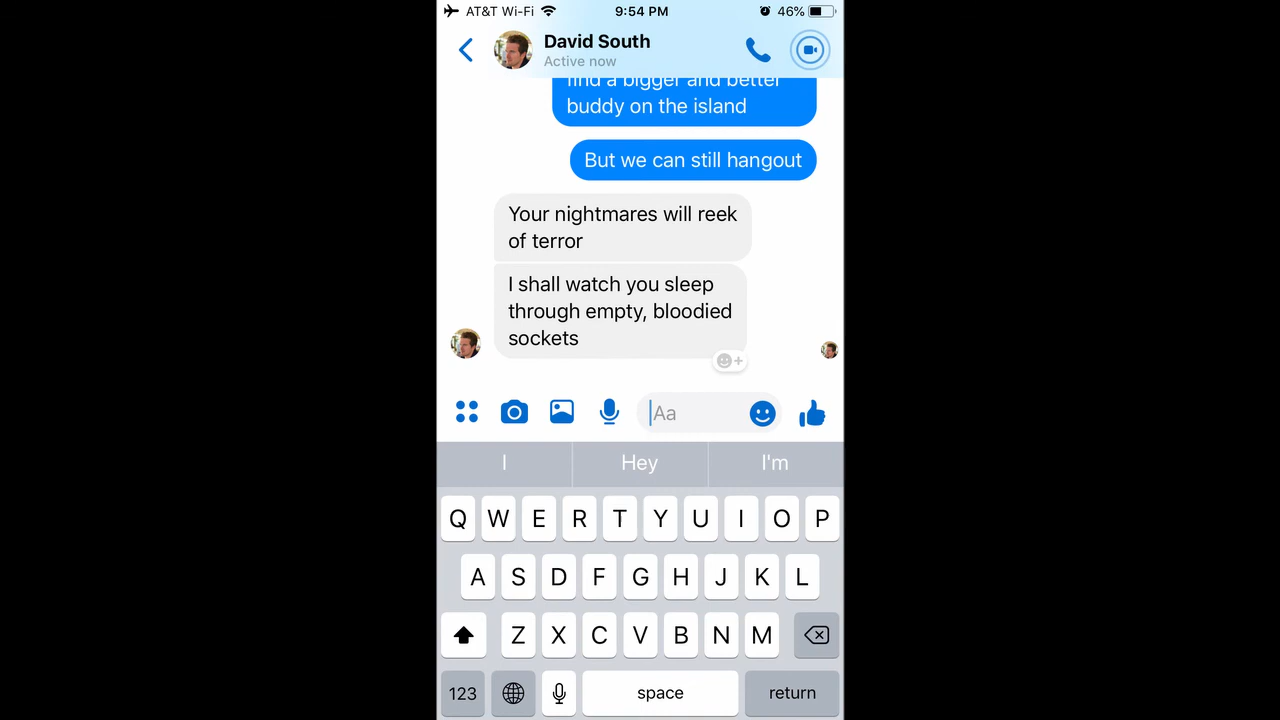 AT&T Wi-Fi 9:54 PM 46%
David South
Active now
find a bigger and better
buddy on the island
But we can still hangout
Your nightmares will reek
of terror
I shall watch you sleep
through empty, bloodied
sockets
Aa
I Hey I'm
Q W E R T Y U I O P
A S D F G H J K L
Z X C V B N M
123 space return